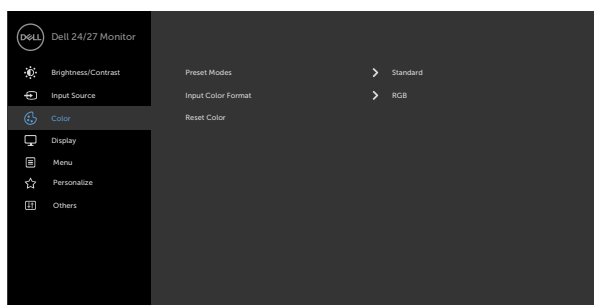 DELL Dell 24/27 Monitor
Brightness/Contrast Preset Modes Standard
Input Source Input Color Format RGB
Color Reset Color
Display
Menu
Personalize
Others